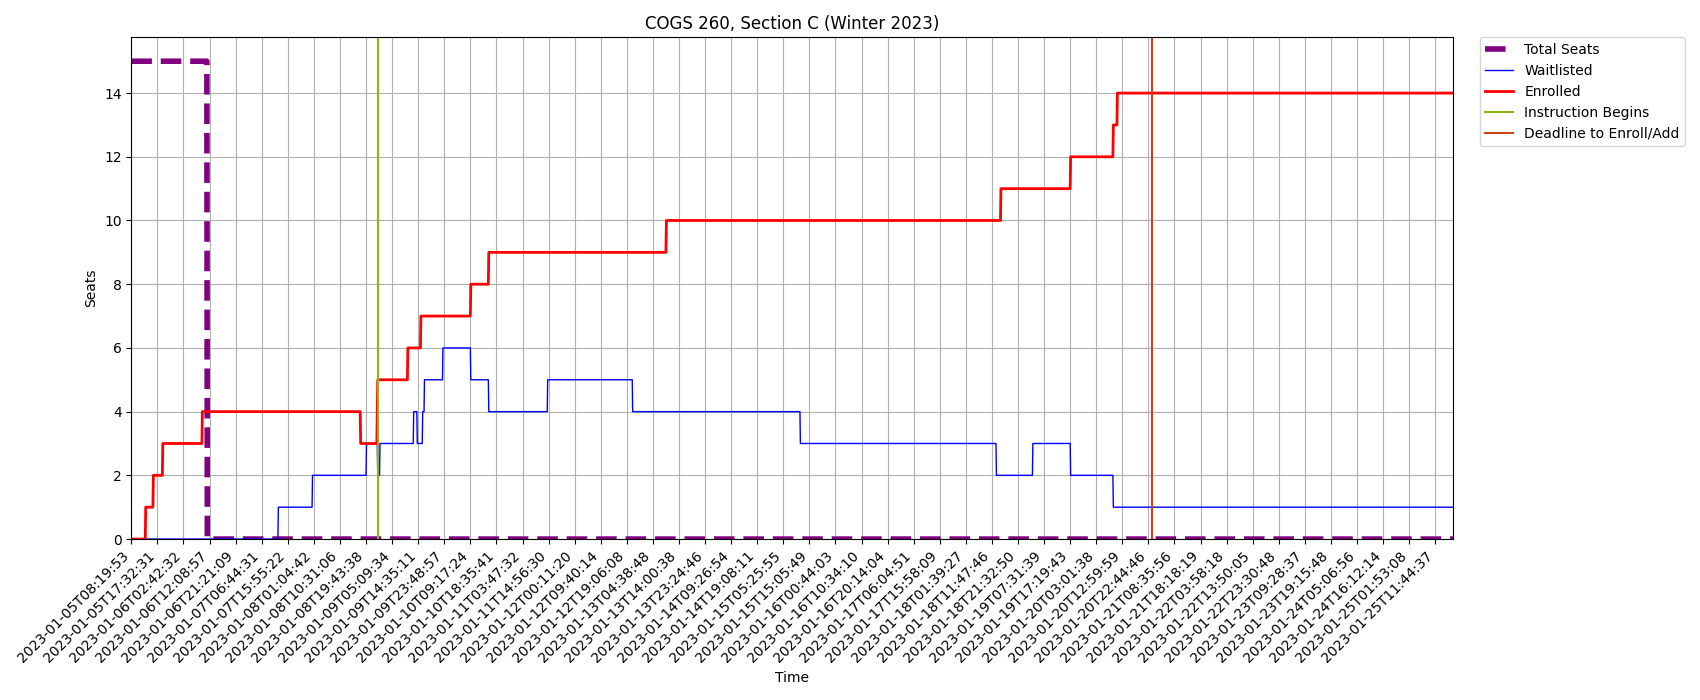 COGS 260, Section C (Winter 2023)
Total Seats
Waitlisted
Enrolled
Instruction Begins
Deadline to Enroll/Add
Seats
14
12
10
8
6
4
2
0
2023-01-05T08:19:53
2023-01-05T17:32:31
2023-01-06T02:42:32
2023-01-06T12:08:57
2023-01-06T21:21:09
2023-01-07T06:44:31
2023-01-07T15:55:22
2023-01-08T01:04:42
2023-01-08T10:31:06
2023-01-08T19:43:38
2023-01-09T05:09:34
2023-01-09T14:35:11
2023-01-09T23:48:57
2023-01-10T09:17:24
2023-01-10T18:35:41
2023-01-11T03:47:32
2023-01-11T14:56:30
2023-01-12T00:11:20
2023-01-12T09:40:14
2023-01-12T19:06:08
2023-01-13T04:38:48
2023-01-13T14:00:38
2023-01-13T23:24:46
2023-01-14T09:26:54
2023-01-14T19:08:11
2023-01-15T05:25:55
2023-01-15T15:05:49
2023-01-16T00:44:03
2023-01-16T10:34:10
2023-01-16T20:14:04
2023-01-17T06:04:51
2023-01-17T15:58:09
2023-01-18T01:39:27
2023-01-18T11:47:46
2023-01-18T21:32:50
2023-01-19T07:31:39
2023-01-19T17:19:43
2023-01-20T03:01:38
2023-01-20T12:59:59
2023-01-20T22:44:46
2023-01-21T08:35:56
2023-01-21T18:18:19
2023-01-22T03:58:18
2023-01-22T13:50:05
2023-01-22T23:30:48
2023-01-23T09:28:37
2023-01-23T19:15:48
2023-01-24T05:06:56
2023-01-24T16:12:14
2023-01-25T01:53:09
2023-01-25T11:44:37
Time